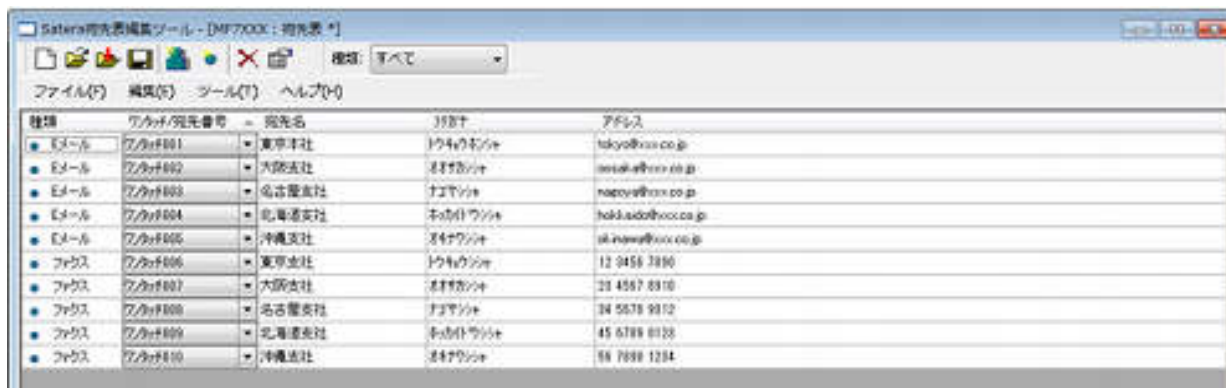 Satera宛先表編集ツール - [MF7XXX : 宛先表 *]
種類: すべて
ファイル(F) 編集(E) ツール(T) ヘルプ(H)
種類 ワンタッチ/宛先番号 宛先名 フリガナ アドレス
Eメール ワンタッチ001 東京本社 トウキョウホンシャ tokyo@xxx.co.jp
Eメール ワンタッチ002 大阪支社 オオサカシシャ oosaka@xxx.co.jp
Eメール ワンタッチ003 名古屋支社 ナゴヤシシャ nagoya@xxx.co.jp
Eメール ワンタッチ004 北海道支社 ホッカイドウシシャ hokkaido@xxx.co.jp
Eメール ワンタッチ005 沖縄支社 オキナワシシャ okinawa@xxx.co.jp
ファクス ワンタッチ006 東京支社 トウキョウシシャ 12 3456 7890
ファクス ワンタッチ007 大阪支社 オオサカシシャ 23 4567 8910
ファクス ワンタッチ008 名古屋支社 ナゴヤシシャ 34 5678 9012
ファクス ワンタッチ009 北海道支社 ホッカイドウシシャ 45 6789 0123
ファクス ワンタッチ010 沖縄支社 オキナワシシャ 56 7890 1234